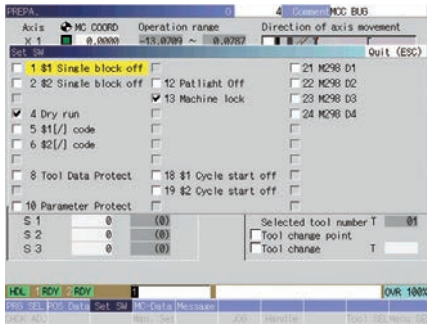 PREPA. 0 4 Comment MCC BUG
Axis MC COORD Operation range Direction of axis movement
X 1 0.0000 -13.0709 ~ 0.0787
Set SW Quit (ESC)
1 $1 Single block off 21 M298 D1
2 $2 Single block off 12 Patlight Off 22 M298 D2
13 Machine lock 23 M298 D3
4 Dry run 24 M298 D4
5 $1[/] code
6 $2[/] code
8 Tool Data Protect 18 $1 Cycle start off
19 $2 Cycle start off
10 Parameter Protect
S 1 0 (0) Selected tool number T 01
S 2 0 (0) Tool change point
S 3 0 (0) Tool change T
HDL 1 RDY 2 RDY 1 OVR 100%
PRG SEL POS Data Set SW MC-Data Message
Man. Set JOG Handle Tool SEL Menu